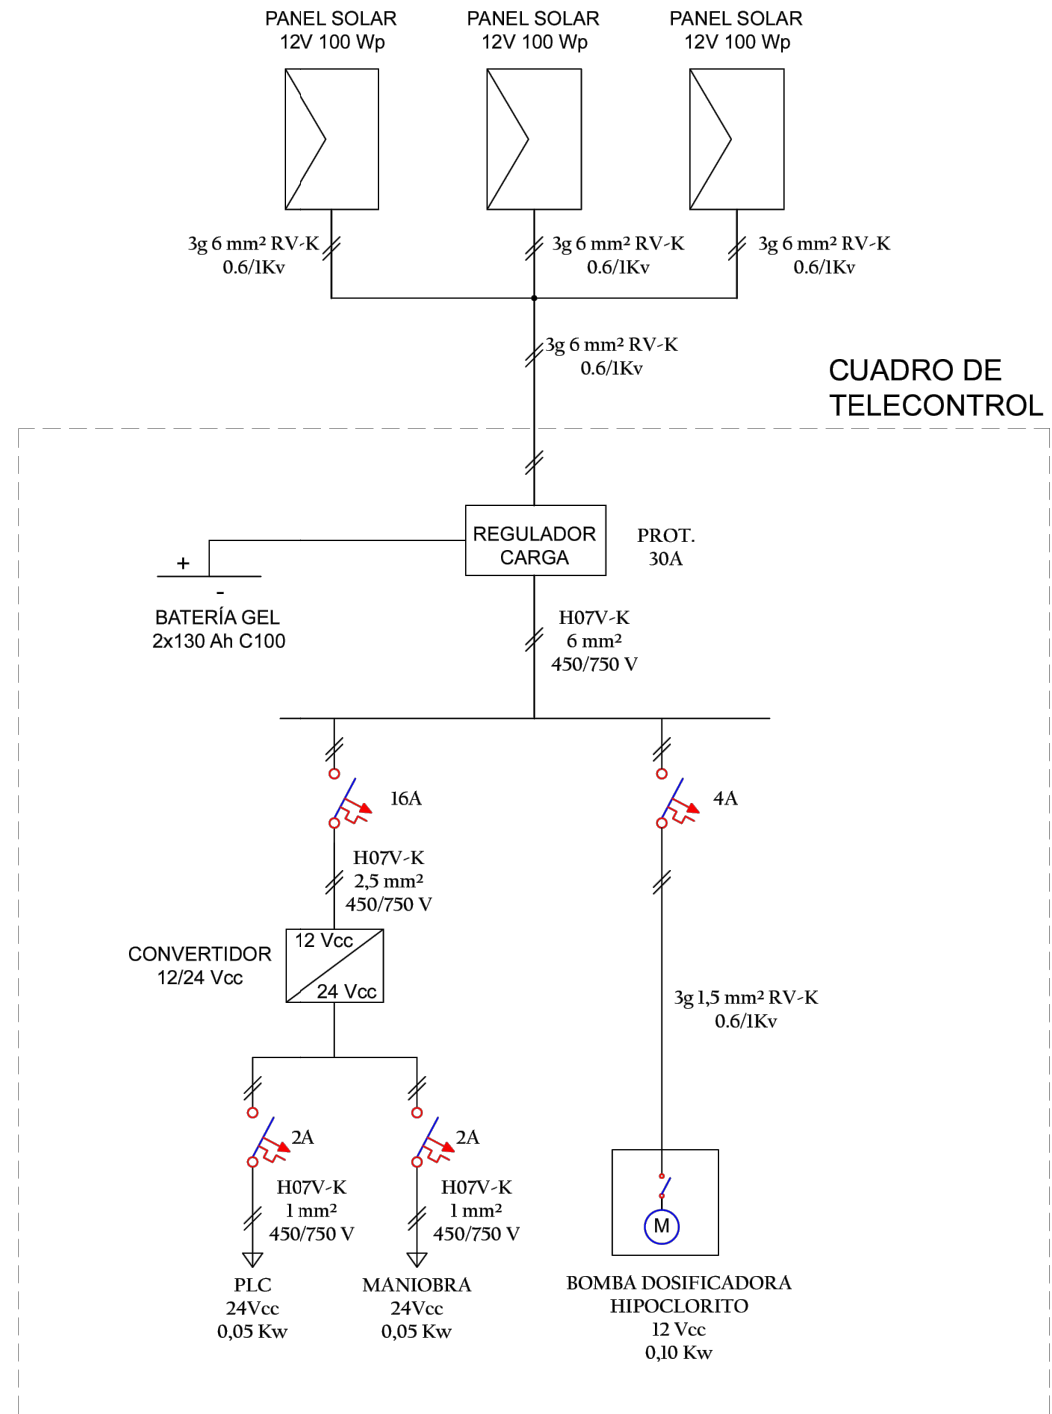 PANEL SOLAR
12V 100 Wp
PANEL SOLAR
12V 100 Wp
PANEL SOLAR
12V 100 Wp
3g 6 mm² RV-K
0.6/1Kv
3g 6 mm² RV-K
0.6/1Kv
3g 6 mm² RV-K
0.6/1Kv
3g 6 mm² RV-K
0.6/1Kv
CUADRO DE
TELECONTROL
REGULADOR
CARGA
PROT.
30A
+
-
BATERÍA GEL
2x130 Ah C100
H07V-K
6 mm²
450/750 V
16A
4A
H07V-K
2,5 mm²
450/750 V
CONVERTIDOR
12/24 Vcc
12 Vcc
24 Vcc
3g 1,5 mm² RV-K
0.6/1Kv
2A
2A
H07V-K
1 mm²
450/750 V
H07V-K
1 mm²
450/750 V
M
PLC
24Vcc
0,05 Kw
MANIOBRA
24Vcc
0,05 Kw
BOMBA DOSIFICADORA
HIPOCLORITO
12 Vcc
0,10 Kw